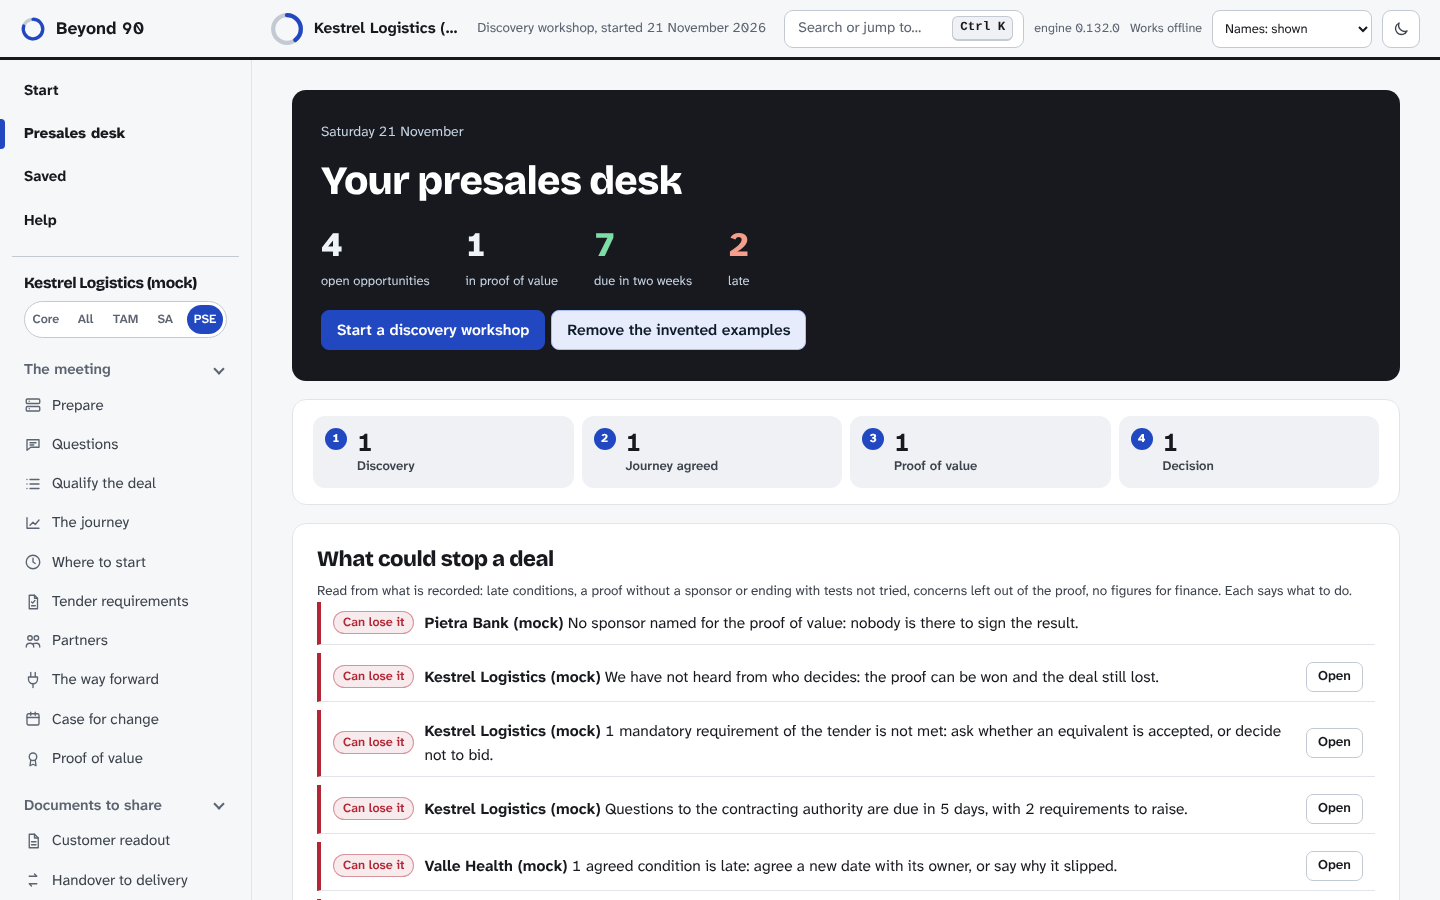 Beyond 90
Kestrel Logistics (...
Discovery workshop, started 21 November 2026
Search or jump to...
Ctrl K
engine 0.132.0
Works offline
Names: shown
Start
Presales desk
Saved
Help
Kestrel Logistics (mock)
Core
All
TAM
SA
PSE
The meeting
Prepare
Questions
Qualify the deal
The journey
Where to start
Tender requirements
Partners
The way forward
Case for change
Proof of value
Documents to share
Customer readout
Handover to delivery
Saturday 21 November
Your presales desk
4
open opportunities
1
in proof of value
7
due in two weeks
2
late
Start a discovery workshop
Remove the invented examples
1
1
Discovery
2
1
Journey agreed
3
1
Proof of value
4
1
Decision
What could stop a deal
Read from what is recorded: late conditions, a proof without a sponsor or ending with tests not tried, concerns left out of the proof, no figures for finance. Each says what to do.
Can lose it
Pietra Bank (mock) No sponsor named for the proof of value: nobody is there to sign the result.
Can lose it
Kestrel Logistics (mock) We have not heard from who decides: the proof can be won and the deal still lost.
Open
Can lose it
Kestrel Logistics (mock) 1 mandatory requirement of the tender is not met: ask whether an equivalent is accepted, or decide
not to bid.
Open
Can lose it
Kestrel Logistics (mock) Questions to the contracting authority are due in 5 days, with 2 requirements to raise.
Open
Can lose it
Valle Health (mock) 1 agreed condition is late: agree a new date with its owner, or say why it slipped.
Open